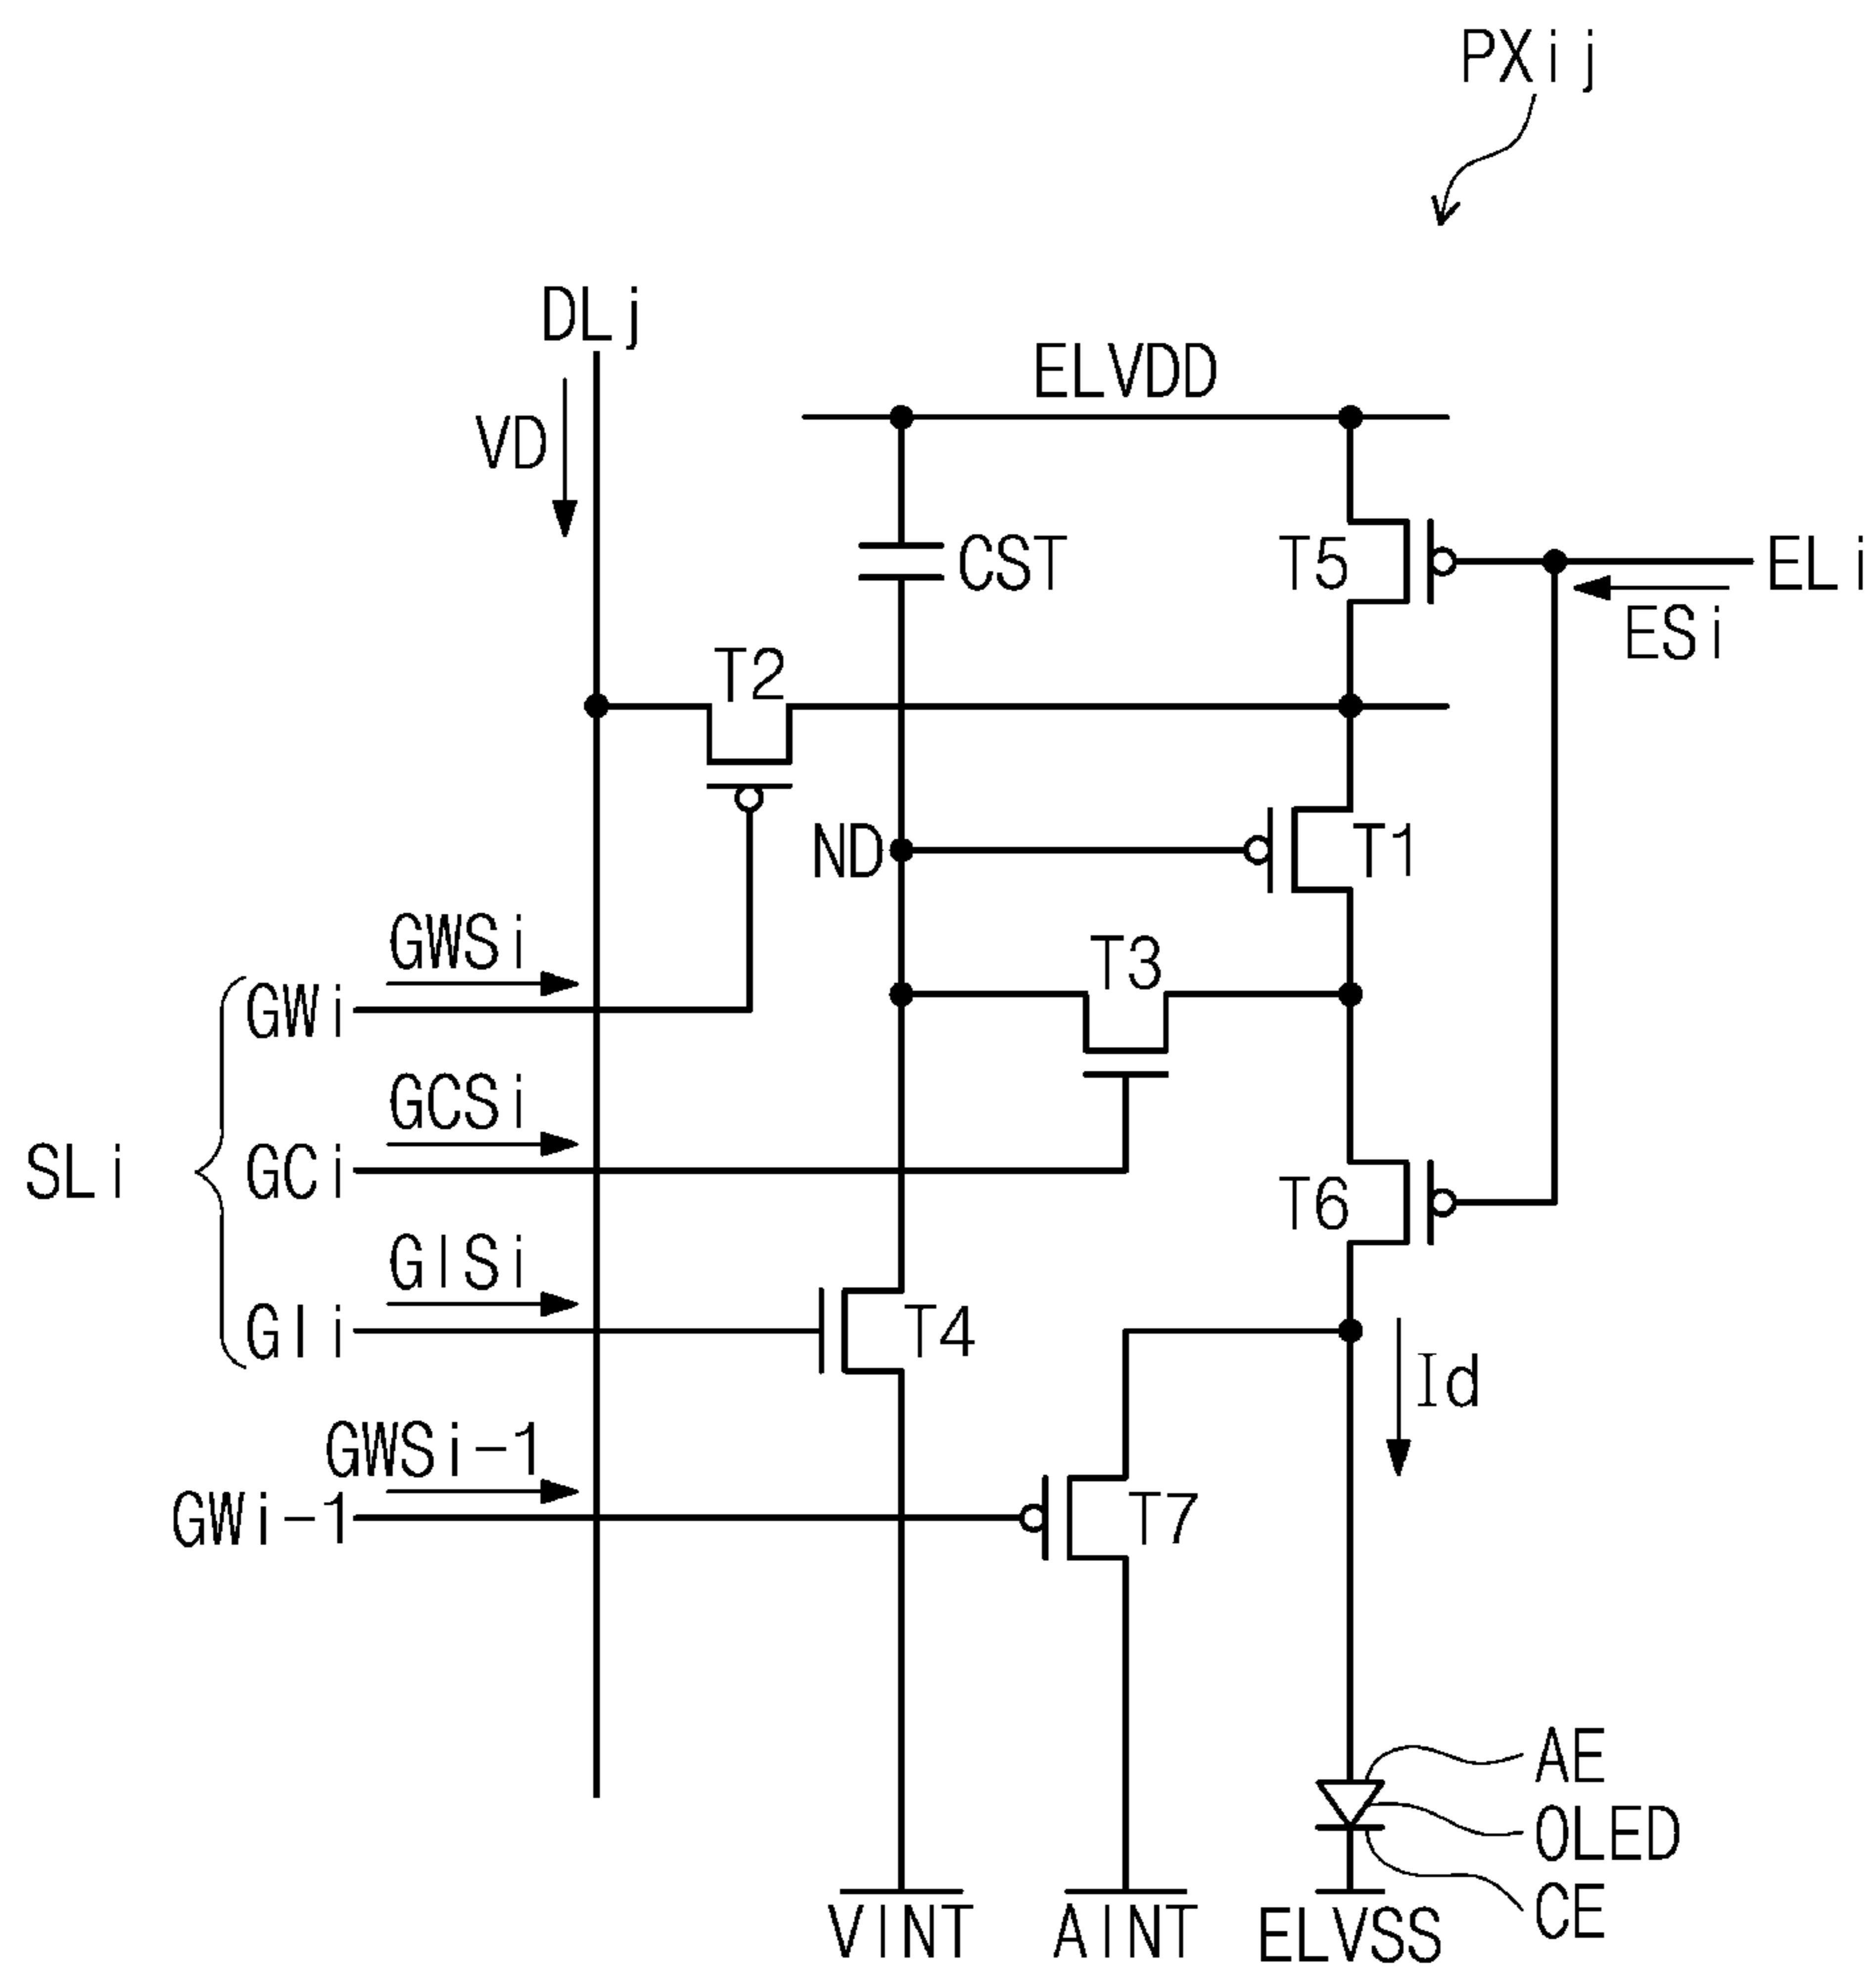 PXij
DLj
ELVDD
VD
CST
T5
ELi
ESi
T2
ND
T1
GWSi
T3
GWi
GCSi
SLi
GCi
T6
GISi
GIi
T4
Id
GWSi-1
GWi-1
T7
AE
OLED
CE
VINT
AINT
ELVSS